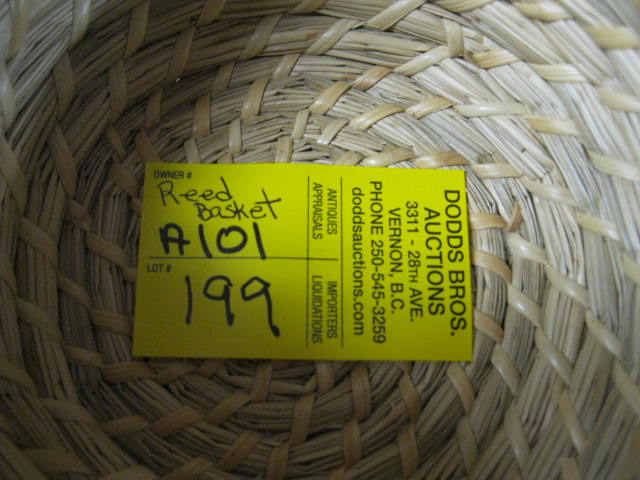 OWNER #
Reed
Basket
A101
LOT #
199
ANTIQUES
APPRAISALS
IMPORTERS
LIQUIDATIONS
DODDS BROS.
AUCTIONS
3311 - 28TH AVE.
VERNON, B.C.
PHONE 250-545-3259
doddsauctions.com